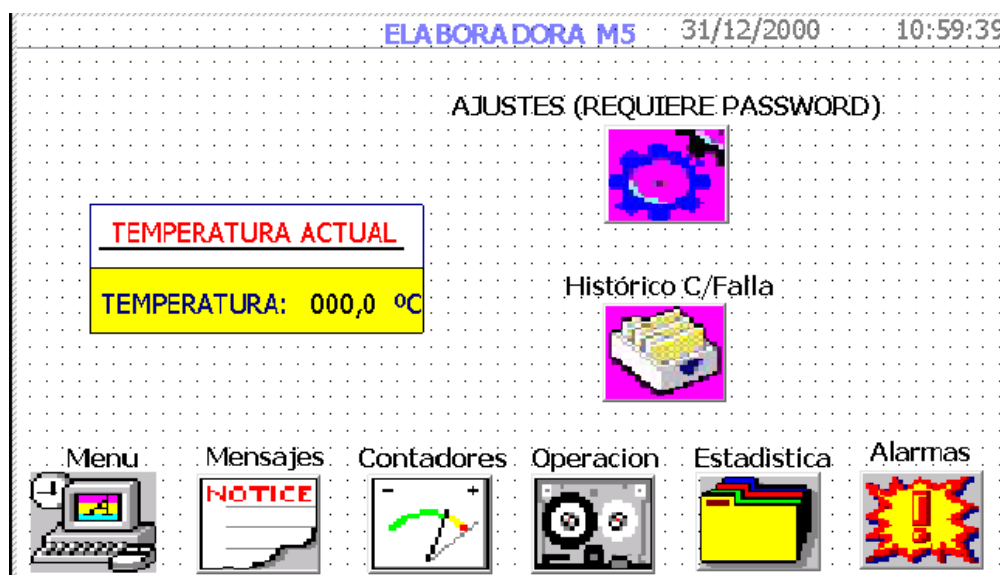 ELABORADORA M5 31/12/2000 10:59:39
AJUSTES (REQUIERE PASSWORD)
TEMPERATURA ACTUAL
TEMPERATURA: 000,0 ºC
Histórico C/Falla
Menu Mensajes Contadores Operacion Estadistica Alarmas
NOTICE
- +